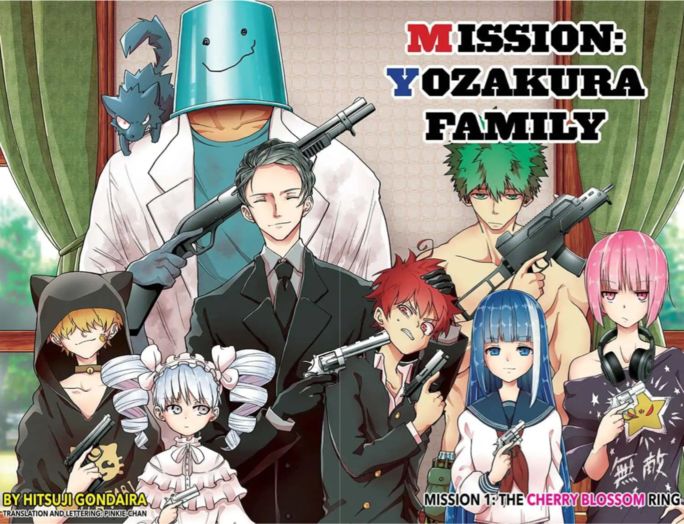 MISSION:
YOZAKURA
FAMILY
無敵
BY HITSUJI GONDAIRA
TRANSLATION AND LETTERING: PINKIE-CHAN
MISSION 1: THE CHERRY BLOSSOM RING